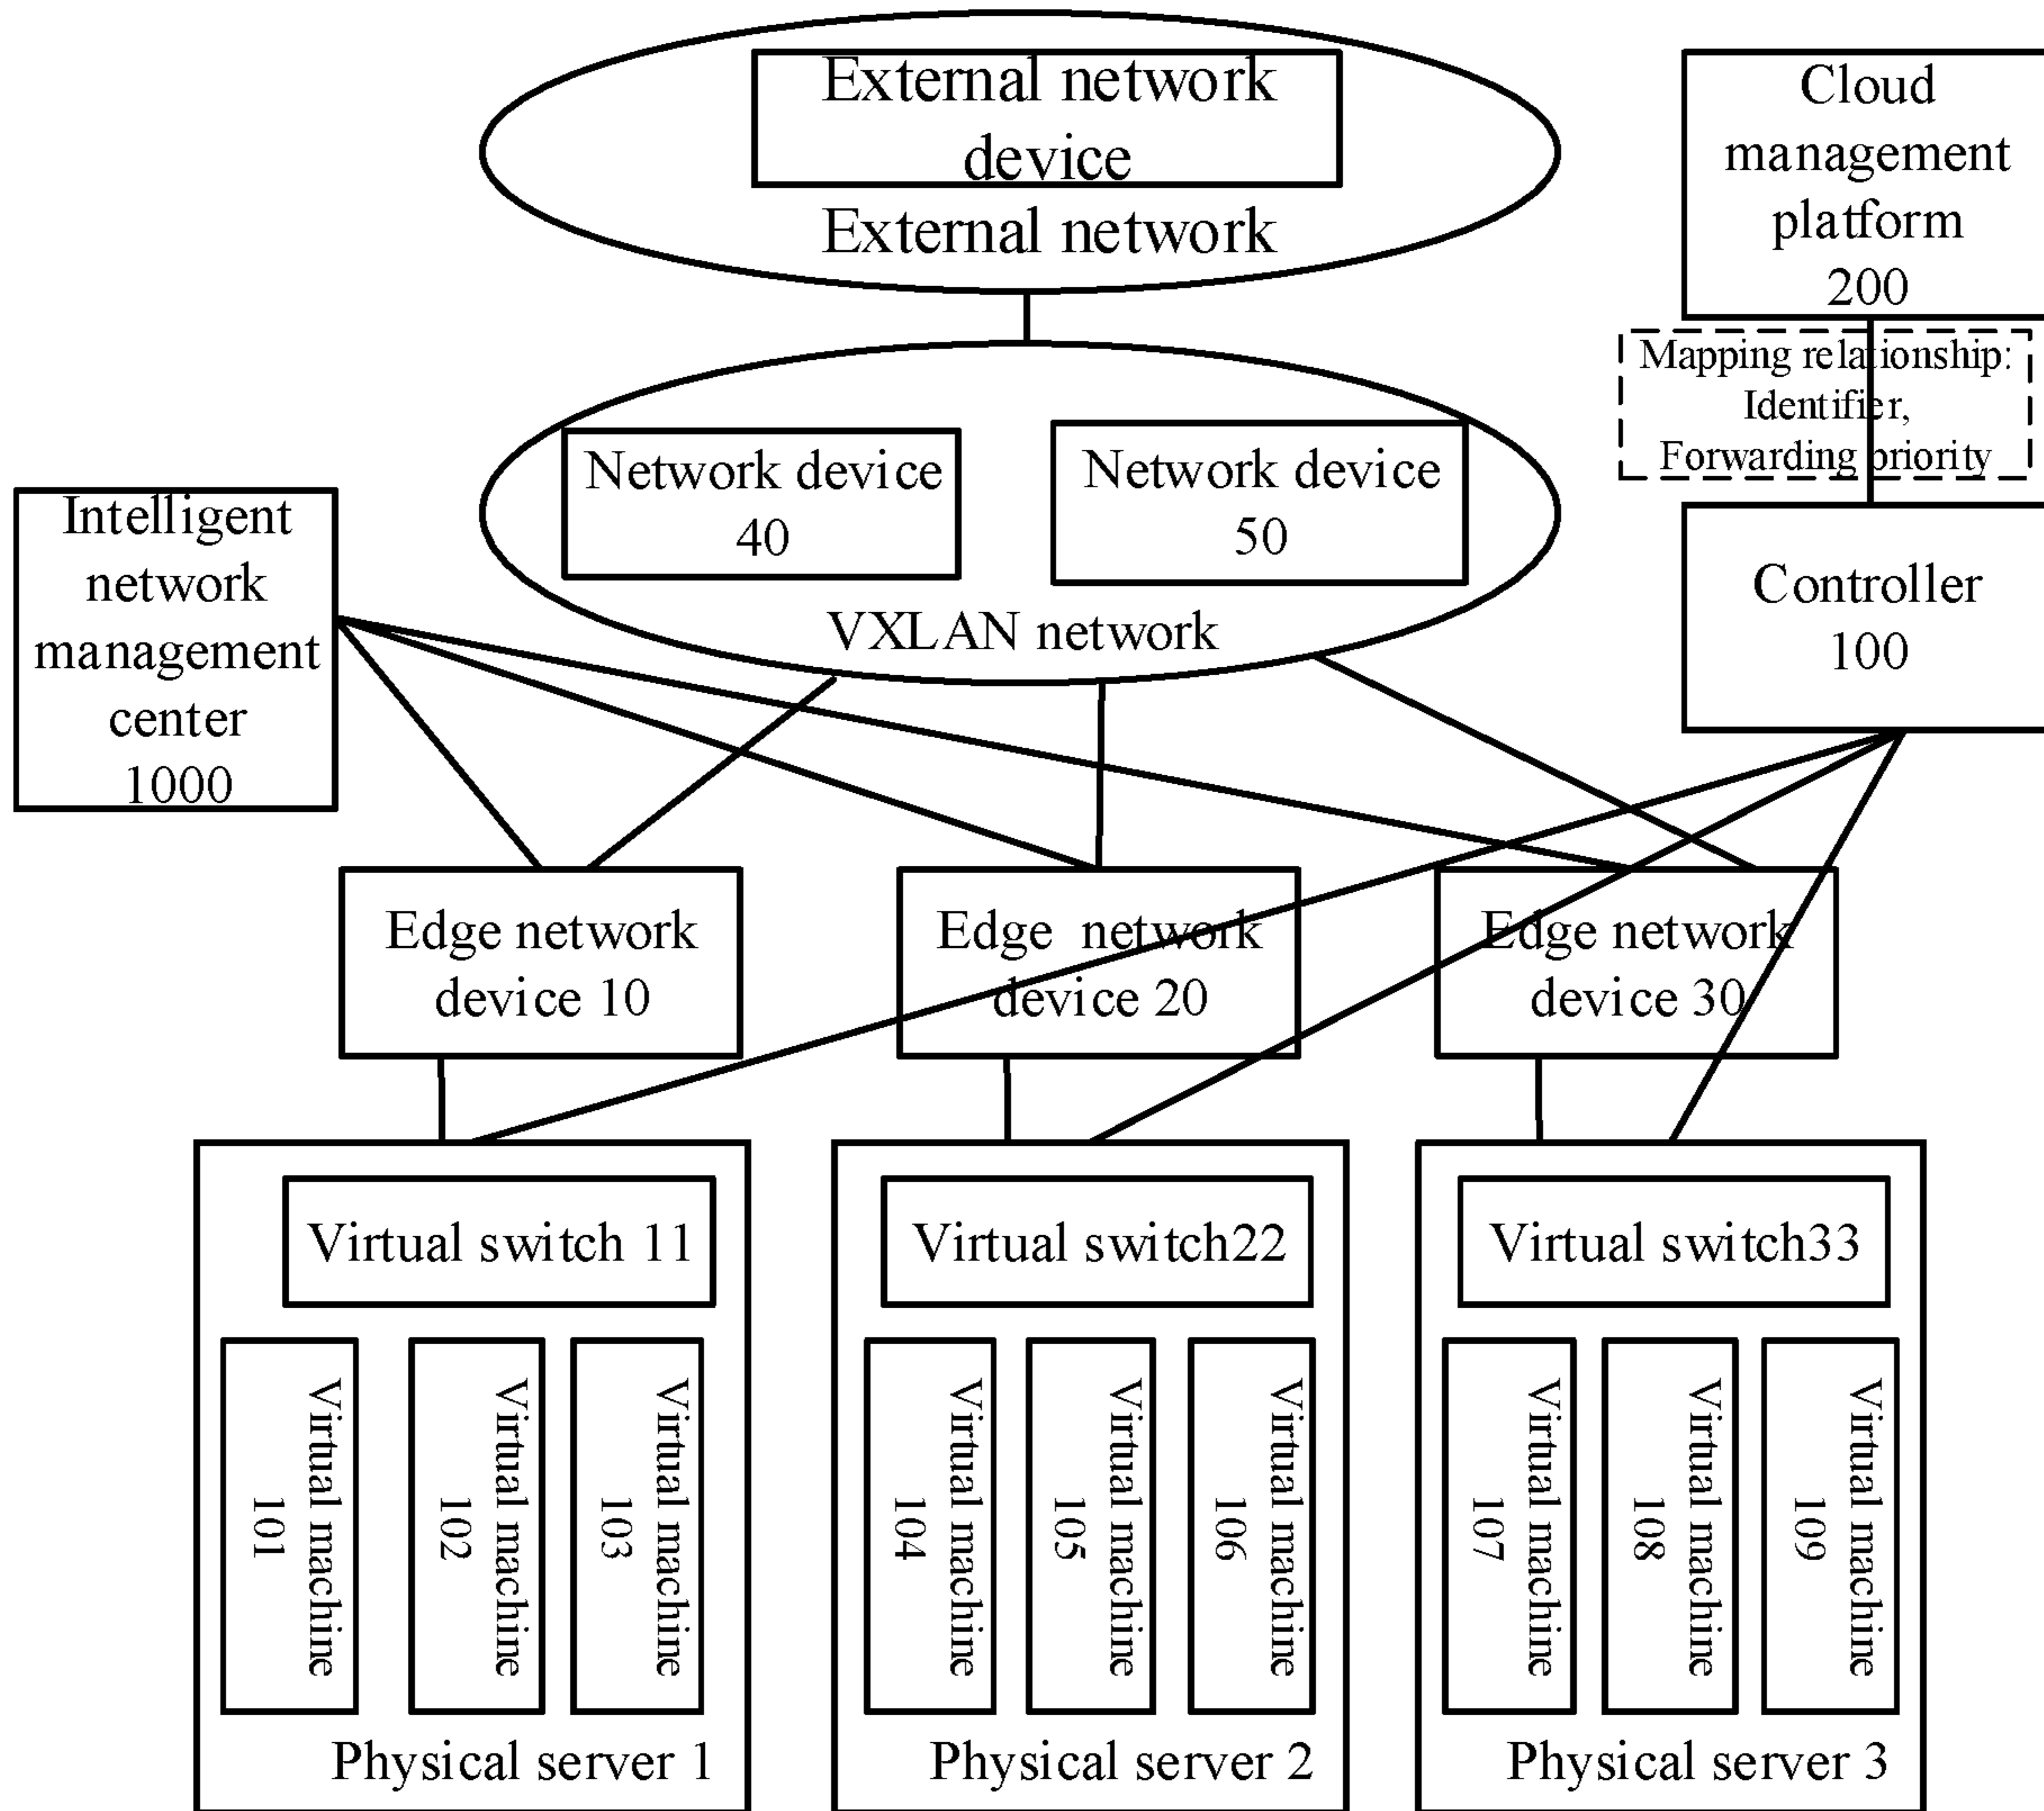 External network
device
External network
Cloud
management
platform
200
Mapping relationship:
Identifier,
Forwarding priority
Network device
40
Network device
50
VXLAN network
Intelligent
network
management
center
1000
Controller
100
Edge network
device 10
Edge  network
device 20
Edge network
device 30
Virtual switch 11
Virtual machine
101
Virtual machine
102
Virtual machine
103
Physical server 1
Virtual switch22
Virtual machine
104
Virtual machine
105
Virtual machine
106
Physical server 2
Virtual switch33
Virtual machine
107
Virtual machine
108
Virtual machine
109
Physical server 3